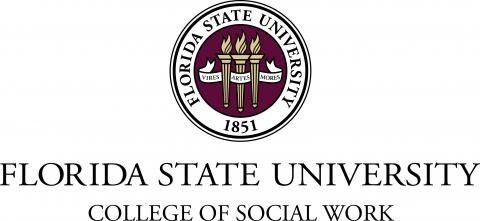 FLORIDA STATE UNIVERSITY
VIRES ARTES MORES
1851
FLORIDA STATE UNIVERSITY
COLLEGE OF SOCIAL WORK